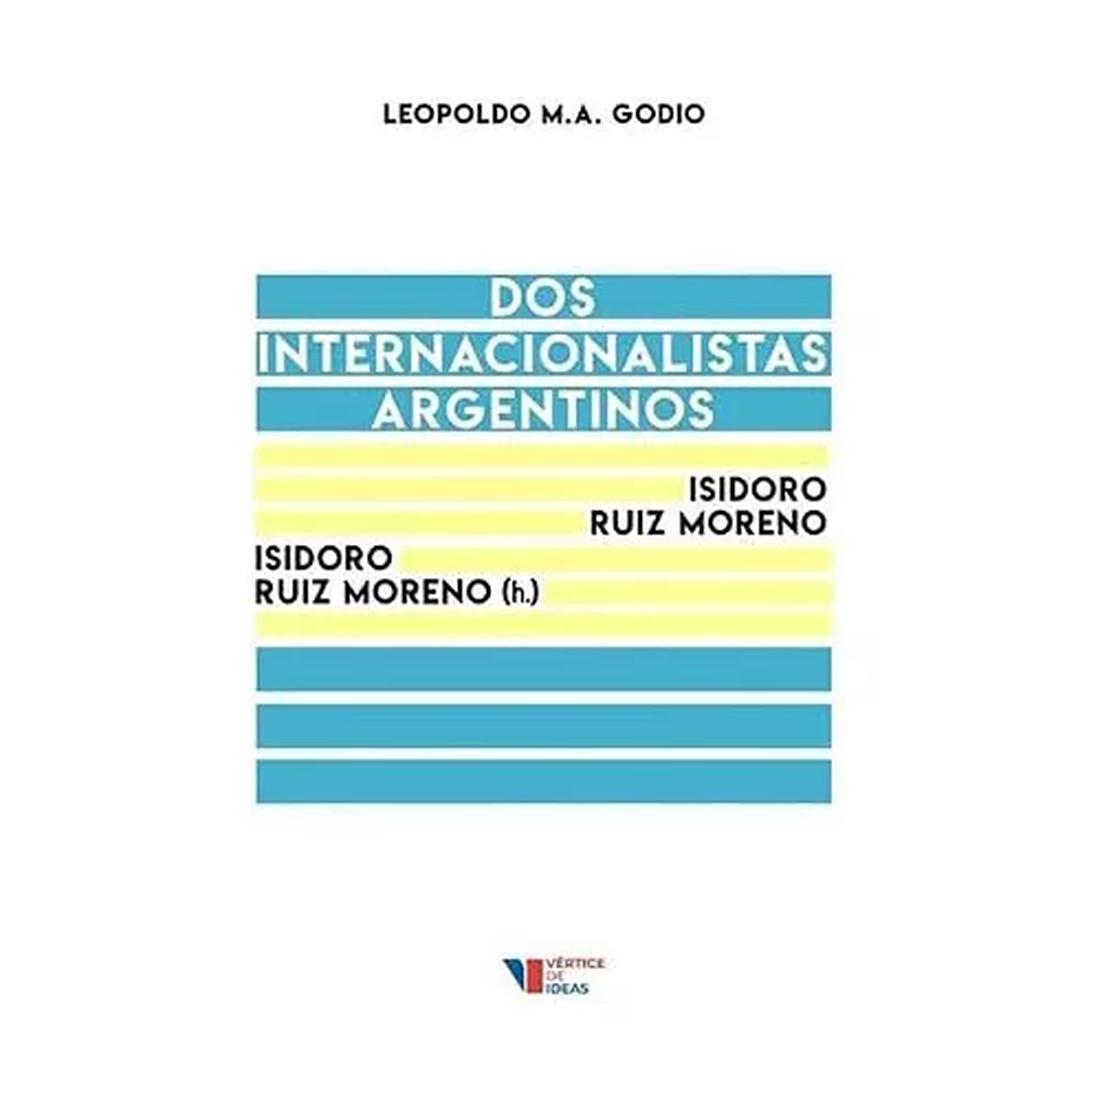 LEOPOLDO M.A. GODIO
DOS
INTERNACIONALISTAS
ARGENTINOS
ISIDORO
RUIZ MORENO
ISIDORO
RUIZ MORENO (h.)
VÉRTICE
DE
IDEAS